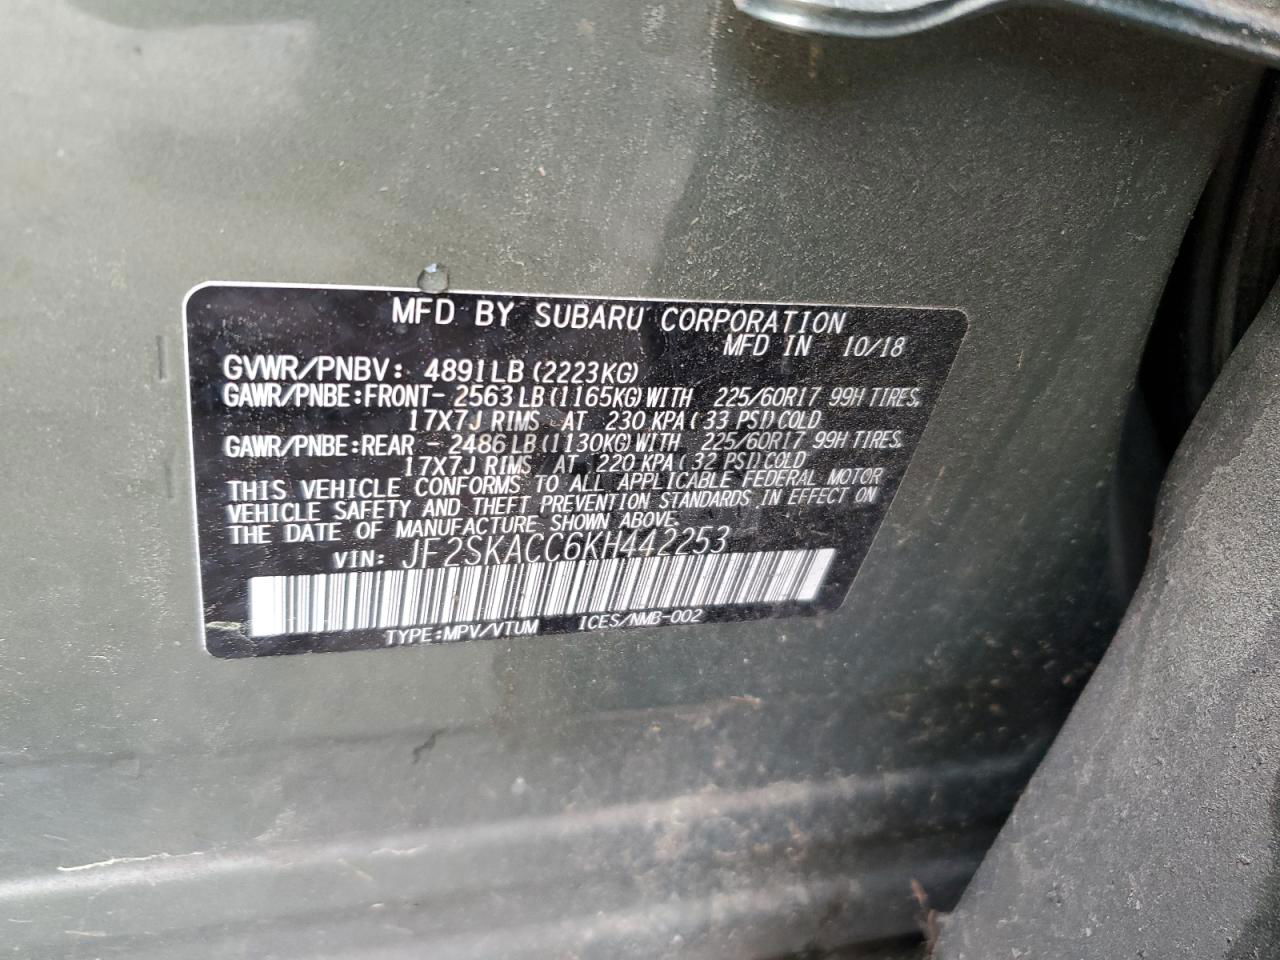 MFD BY SUBARU CORPORATION
MFD IN 10/18
GVWR/PNBV: 4891LB (2223KG)
GAWR/PNBE:FRONT- 2563LB(1165KG)WITH 225/60R17 99H TIRES,
17X7J RIMS AT 230 KPA(33 PSI)COLD
GAWR/PNBE:REAR - 2486LB(1130KG)WITH 225/60R17 99H TIRES,
17X7J RIMS AT 220 KPA(32 PSI)COLD
THIS VEHICLE CONFORMS TO ALL APPLICABLE FEDERAL MOTOR
VEHICLE SAFETY AND THEFT PREVENTION STANDARDS IN EFFECT ON
THE DATE OF MANUFACTURE SHOWN ABOVE.
VIN: JF2SKACC6KH442253
TYPE:MPV/VTUM ICES/NMB-002